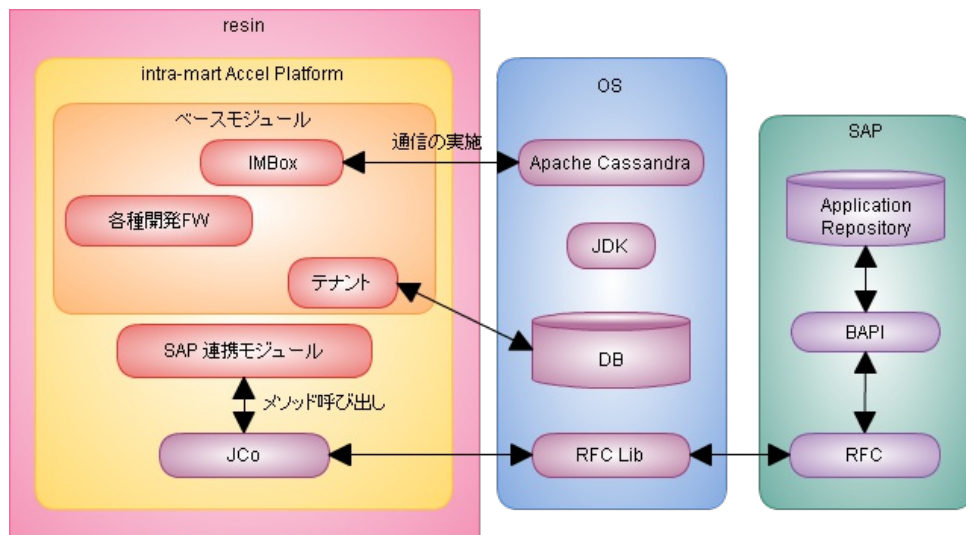 resin
intra-mart Accel Platform
ベースモジュール
IMBox
各種開発FW
テナント
SAP 連携モジュール
メソッド呼び出し
JCo
通信の実施
OS
Apache Cassandra
JDK
DB
RFC Lib
SAP
Application
Repository
BAPI
RFC